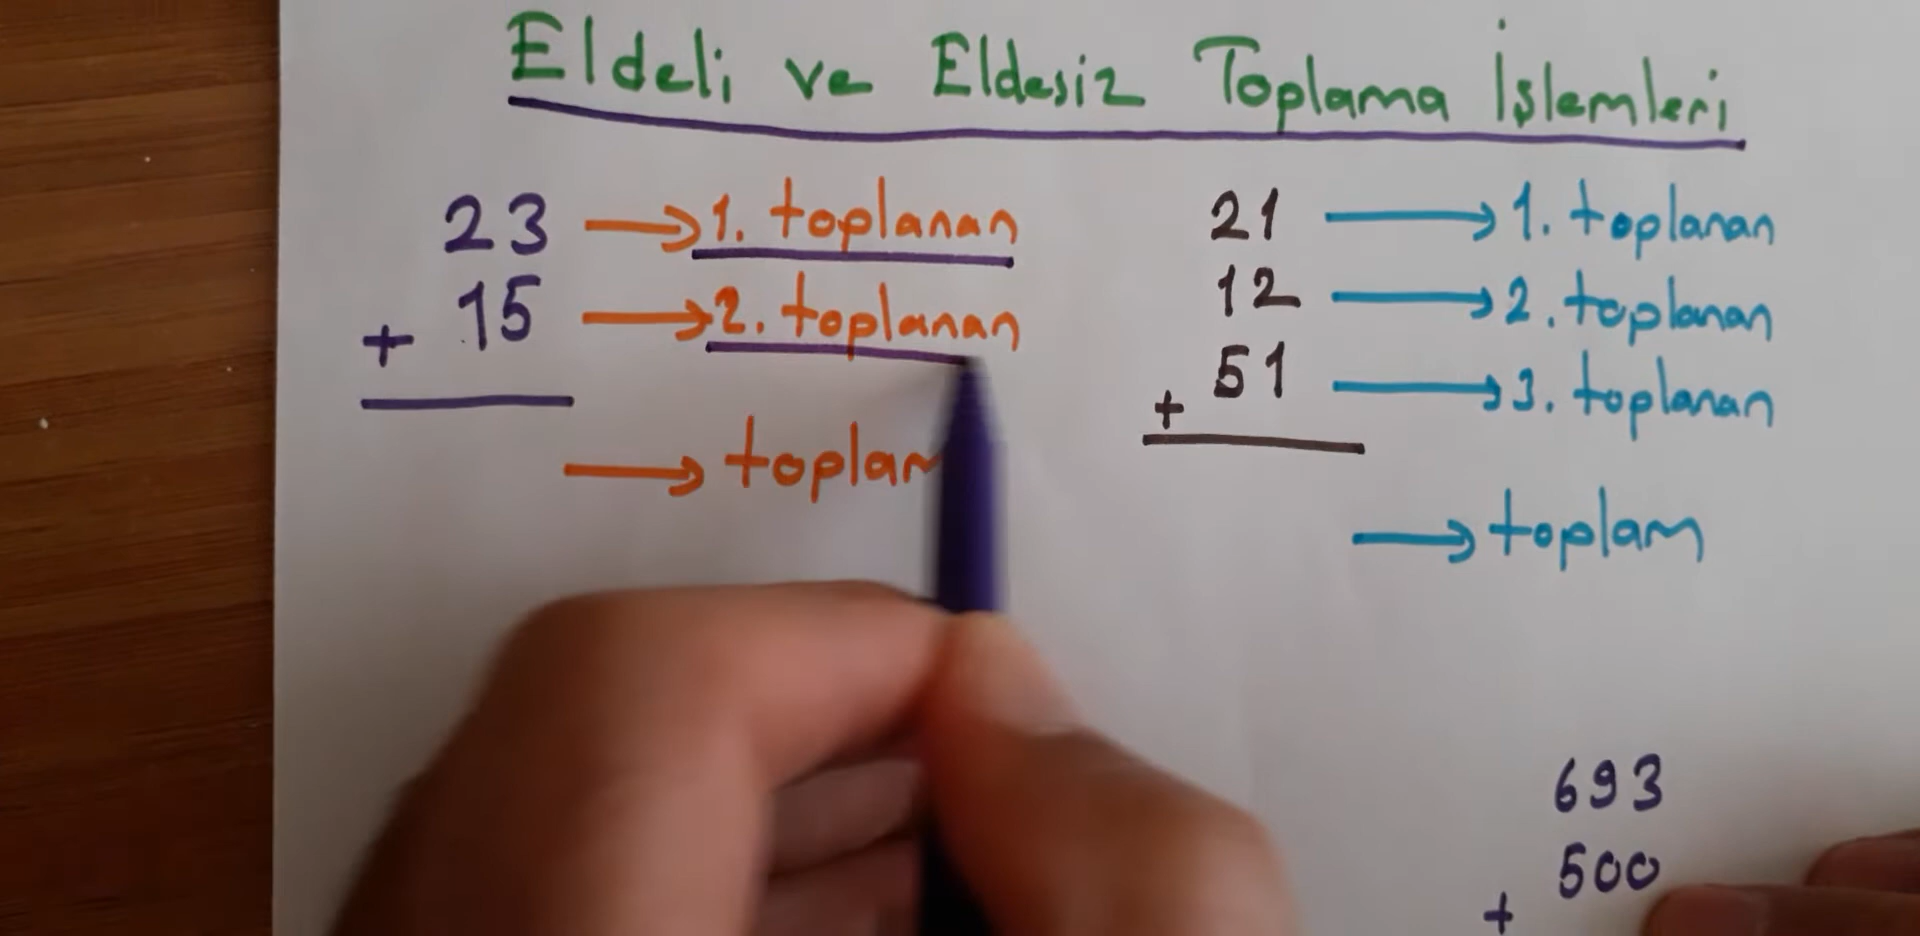 Eldeli ve Eldesiz Toplama İşlemleri
23 → 1. toplanan
+ 15 → 2. toplanan
→ toplam
21 → 1. toplanan
12 → 2. toplanan
+ 51 → 3. toplanan
→ toplam
693
+ 500